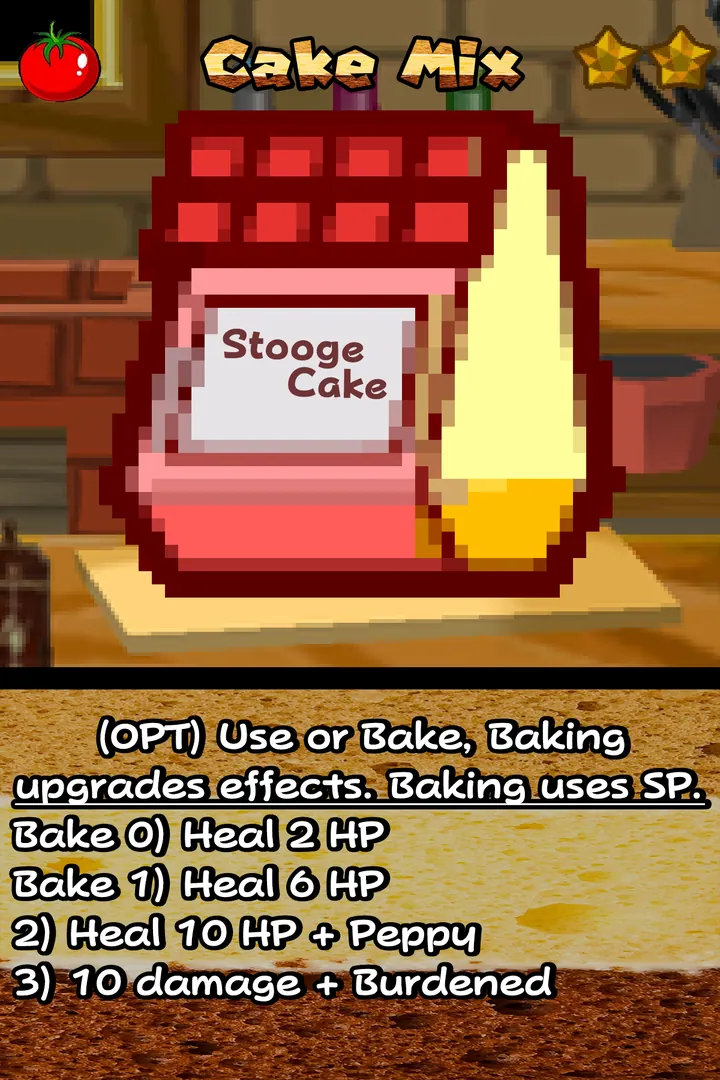 Cake Mix
Stooge
Cake
(OPT) Use or Bake, Baking
upgrades effects. Baking uses SP.
Bake 0) Heal 2 HP
Bake 1) Heal 6 HP
2) Heal 10 HP + Peppy
3) 10 damage + Burdened